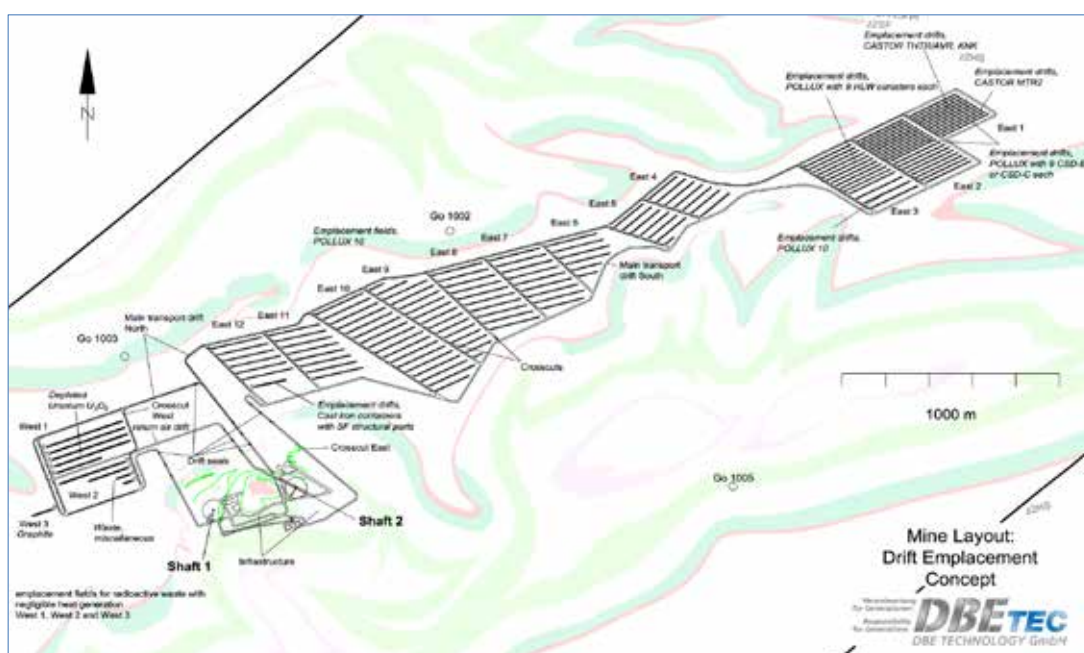 Emplacement drifts,
CASTOR THTR/AVR, KNK
Emplacement drifts,
CASTOR MTR2
Emplacement drifts,
POLLUX with 9 HLW canisters each
East 1
Emplacement drifts,
POLLUX with 9 CSD-B
or CSD-C each
East 2
East 3
Emplacement drifts,
POLLUX 10
East 4
East 5
East 6
East 7
East 8
East 9
East 10
East 11
East 12
N
Go 1002
Emplacement fields,
POLLUX 10
Main transport
drift South
Main transport drift
North
Go 1003
Crosscuts
1000 m
Depleted
Crosscut
West
return air drift
West 1
Emplacement drifts,
Cast iron containers
with SF structural parts
Crosscut East
Drift seals
West 2
Go 1005
West 3
Graphite
Waste,
miscellaneous
Shaft 2
Shaft 1
Infrastructure
Mine Layout:
Drift Emplacement
Concept
emplacement fields for radioactive waste with
negligible heat generation
West 1, West 2 and West 3
Verantwortung
für Generationen
Responsibility
for Generations
DBETEC
DBE TECHNOLOGY GmbH